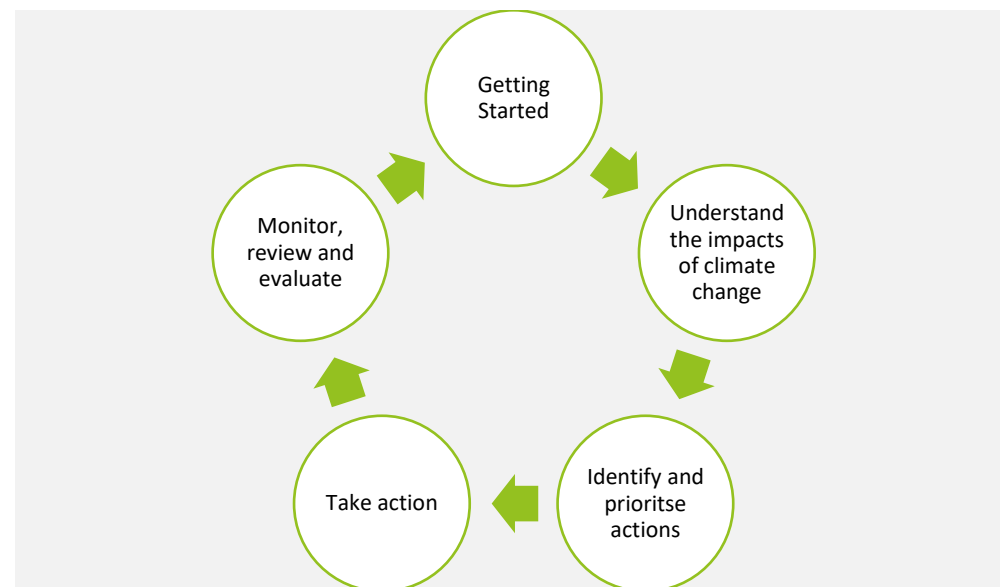 Getting
Started
Understand
the impacts
of climate
change
Identify and
prioritse
actions
Take action
Monitor,
review and
evaluate